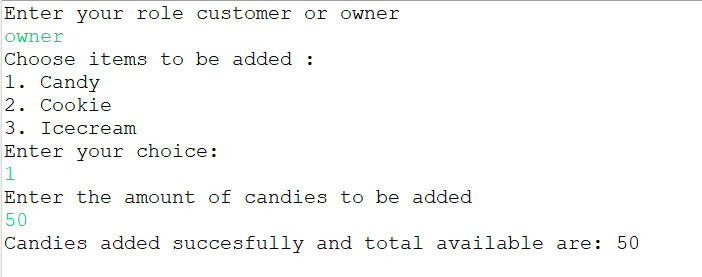 Enter your role customer or owner
owner
Choose items to be added :
1. Candy
2. Cookie
3. Icecream
Enter your choice:
1
Enter the amount of candies to be added
50
Candies added succesfully and total available are: 50